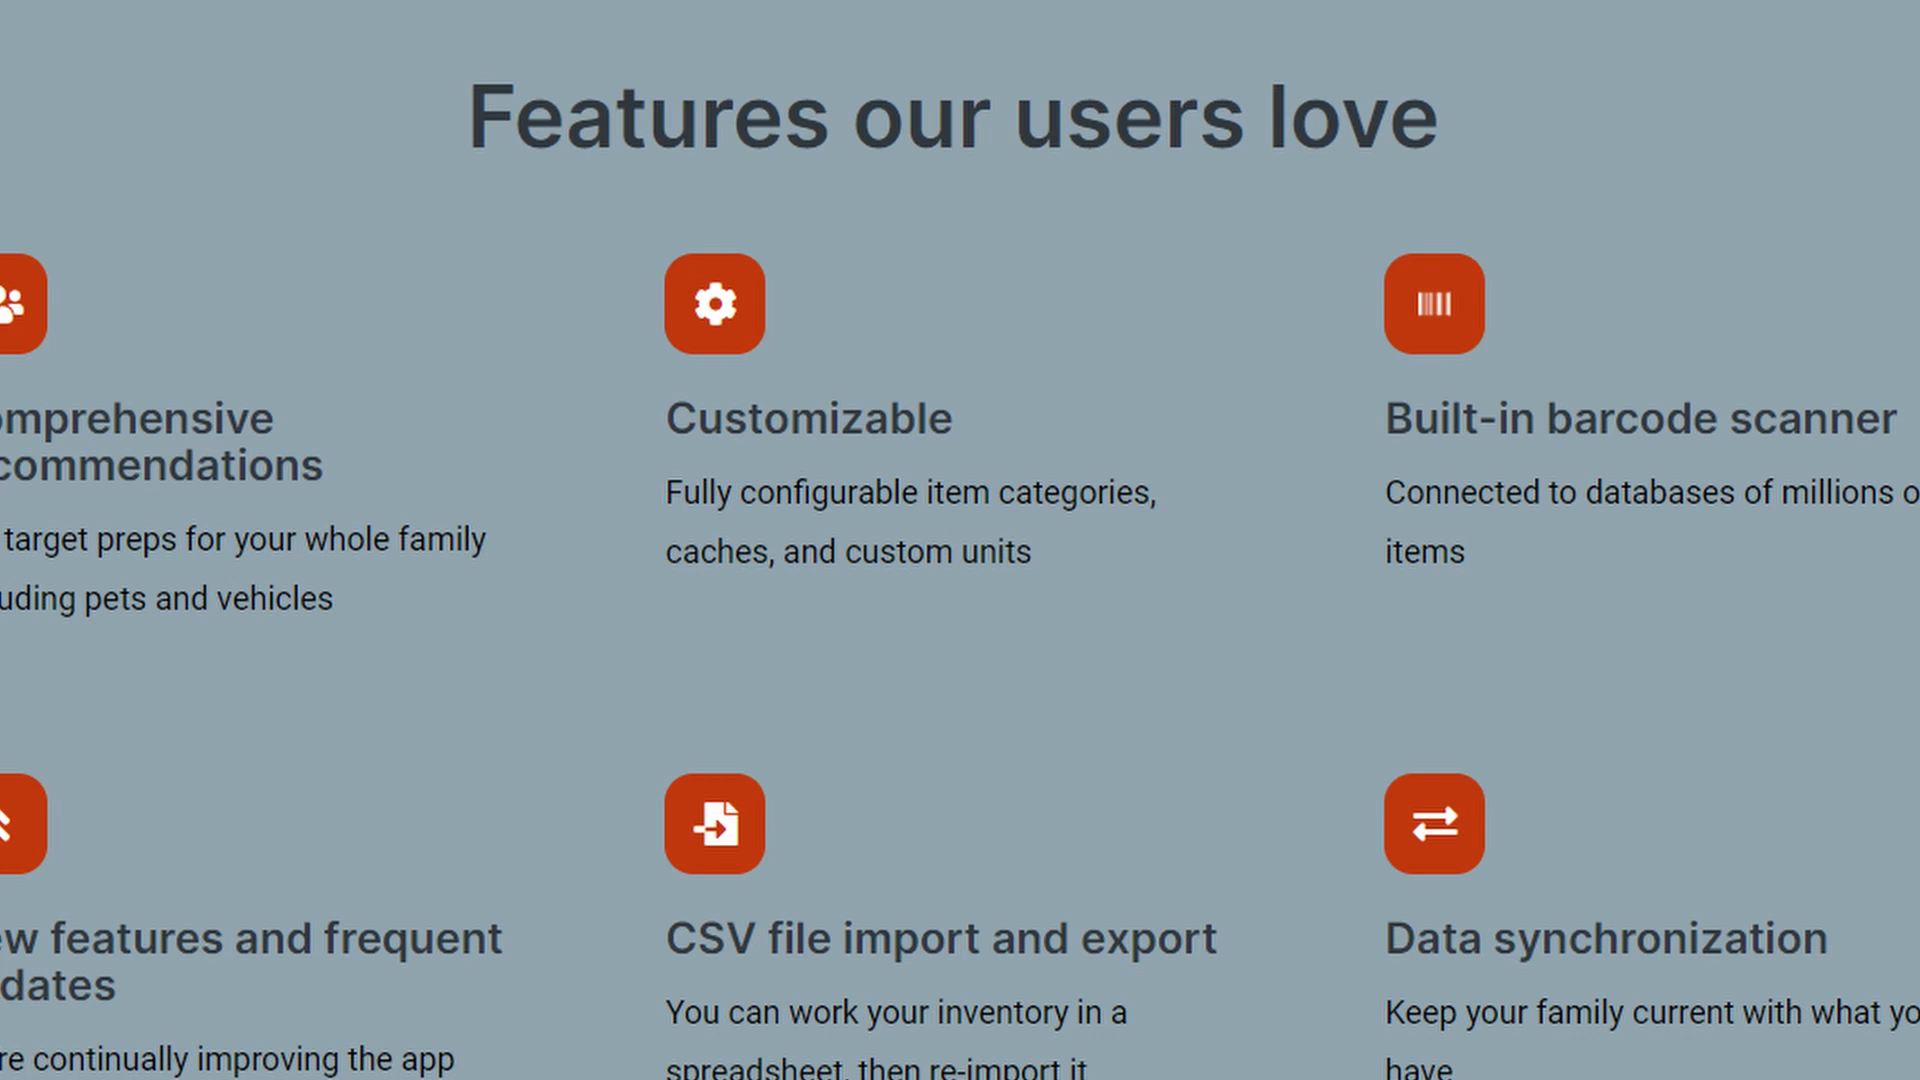 Features our users love
omprehensive
commendations
target preps for your whole family
uding pets and vehicles
Customizable
Fully configurable item categories,
caches, and custom units
Built-in barcode scanner
Connected to databases of millions o
items
ew features and frequent
dates
re continually improving the app
CSV file import and export
You can work your inventory in a
spreadsheet, then re-import it
Data synchronization
Keep your family current with what yo
have